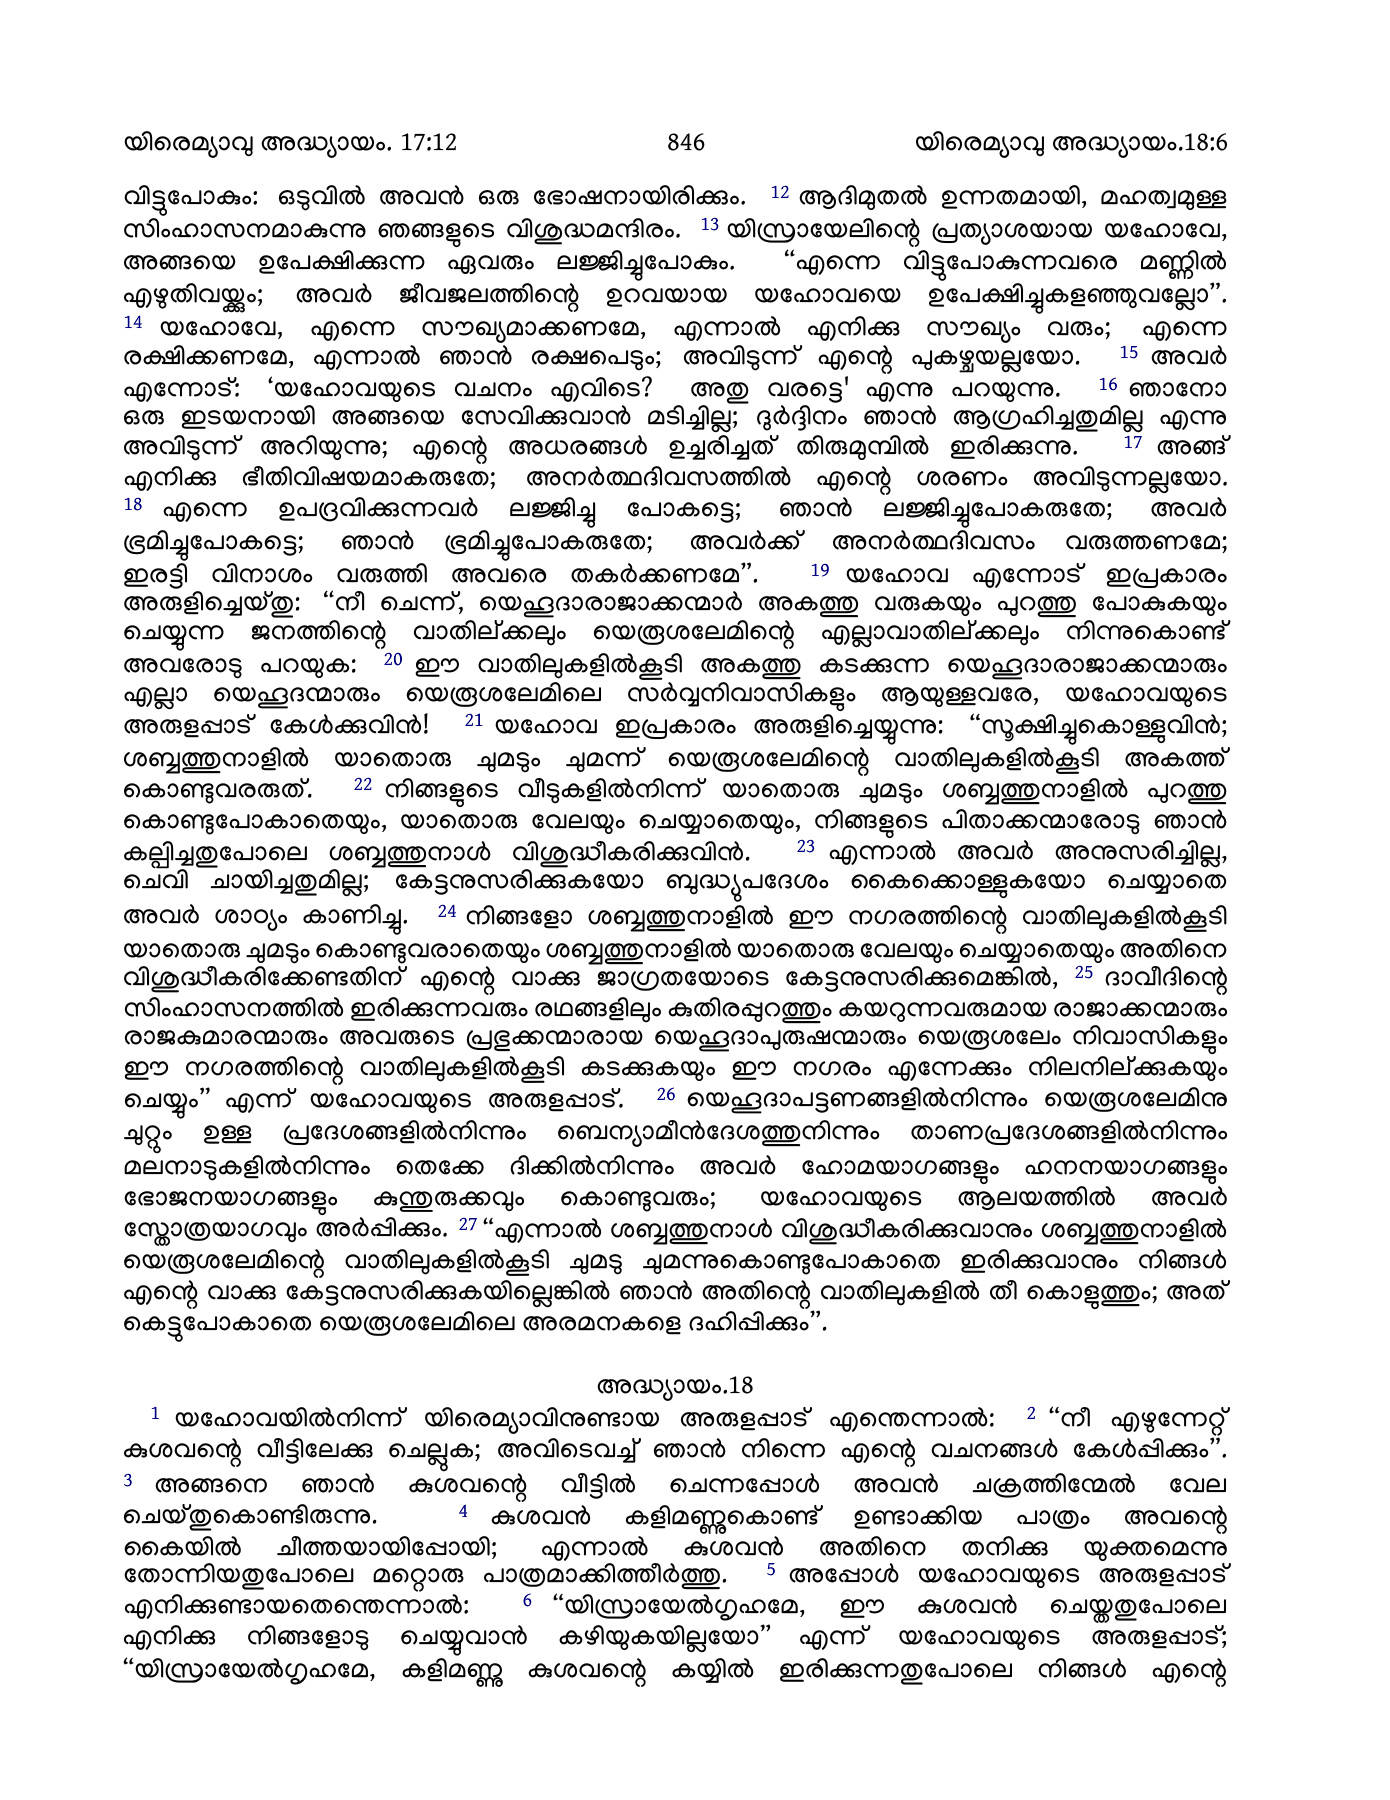 യിരെമ്യാവു അദ്ധ്യായം. 17:12 846 യിരെമ്യാവു അദ്ധ്യായം.18:6
വിട്ടുപോകും: ഒടുവിൽ അവൻ ഒരു ഭോഷനായിരിക്കും. 12 ആദിമുതൽ ഉന്നതമായി, മഹത്വമുള്ള
സിംഹാസനമാകുന്നു ഞങ്ങളുടെ വിശുദ്ധമന്ദിരം. 13 യിസ്രായേലിന്റെ പ്രത്യാശയായ യഹോവേ,
അങ്ങയെ ഉപേക്ഷിക്കുന്ന ഏവരും ലജ്ജിച്ചുപോകും. “എന്നെ വിട്ടുപോകുന്നവരെ മണ്ണിൽ
എഴുതിവയ്ക്കും; അവർ ജീവജലത്തിന്റെ ഉറവയായ യഹോവയെ ഉപേക്ഷിച്ചുകളഞ്ഞുവല്ലോ”.
14 യഹോവേ, എന്നെ സൗഖ്യമാക്കണമേ, എന്നാൽ എനിക്കു സൗഖ്യം വരും; എന്നെ
രക്ഷിക്കണമേ, എന്നാൽ ഞാൻ രക്ഷപെടും; അവിടുന്ന് എന്റെ പുകഴ്ചയല്ലയോ. 15 അവർ
എന്നോട്: ‘യഹോവയുടെ വചനം എവിടെ? അതു വരട്ടെ' എന്നു പറയുന്നു. 16 ഞാനോ
ഒരു ഇടയനായി അങ്ങയെ സേവിക്കുവാൻ മടിച്ചില്ല; ദുർദ്ദിനം ഞാൻ ആഗ്രഹിച്ചതുമില്ല എന്നു
അവിടുന്ന് അറിയുന്നു; എന്റെ അധരങ്ങൾ ഉച്ചരിച്ചത് തിരുമുമ്പിൽ ഇരിക്കുന്നു. 17 അങ്ങ്
എനിക്കു ഭീതിവിഷയമാകരുതേ; അനർത്ഥദിവസത്തിൽ എന്റെ ശരണം അവിടുന്നല്ലയോ.
18 എന്നെ ഉപദ്രവിക്കുന്നവർ ലജ്ജിച്ചു പോകട്ടെ; ഞാൻ ലജ്ജിച്ചുപോകരുതേ; അവർ
ഭ്രമിച്ചുപോകട്ടെ; ഞാൻ ഭ്രമിച്ചുപോകരുതേ; അവർക്ക് അനർത്ഥദിവസം വരുത്തണമേ;
ഇരട്ടി വിനാശം വരുത്തി അവരെ തകർക്കണമേ”. 19 യഹോവ എന്നോട് ഇപ്രകാരം
അരുളിച്ചെയ്തു: “നീ ചെന്ന്, യെഹൂദാരാജാക്കന്മാർ അകത്തു വരുകയും പുറത്തു പോകുകയും
ചെയ്യുന്ന ജനത്തിന്റെ വാതില്ക്കലും യെരൂശലേമിന്റെ എല്ലാവാതില്ക്കലും നിന്നുകൊണ്ട്
അവരോടു പറയുക: 20 ഈ വാതിലുകളിൽകൂടി അകത്തു കടക്കുന്ന യെഹൂദാരാജാക്കന്മാരും
എല്ലാ യെഹൂദന്മാരും യെരൂശലേമിലെ സർവ്വനിവാസികളും ആയുള്ളവരേ, യഹോവയുടെ
അരുളപ്പാട് കേൾക്കുവിൻ! 21 യഹോവ ഇപ്രകാരം അരുളിച്ചെയ്യുന്നു: “സൂക്ഷിച്ചുകൊള്ളുവിൻ;
ശബ്ബത്തുനാളിൽ യാതൊരു ചുമടും ചുമന്ന് യെരൂശലേമിന്റെ വാതിലുകളിൽകൂടി അകത്ത്
കൊണ്ടുവരരുത്. 22 നിങ്ങളുടെ വീടുകളിൽനിന്ന് യാതൊരു ചുമടും ശബ്ബത്തുനാളിൽ പുറത്തു
കൊണ്ടുപോകാതെയും, യാതൊരു വേലയും ചെയ്യാതെയും, നിങ്ങളുടെ പിതാക്കന്മാരോടു ഞാൻ
കല്പിച്ചതുപോലെ ശബ്ബത്തുനാൾ വിശുദ്ധീകരിക്കുവിൻ. 23 എന്നാൽ അവർ അനുസരിച്ചില്ല,
ചെവി ചായിച്ചതുമില്ല; കേട്ടനുസരിക്കുകയോ ബുദ്ധ്യുപദേശം കൈക്കൊള്ളുകയോ ചെയ്യാതെ
അവർ ശാഠ്യം കാണിച്ചു. 24 നിങ്ങളോ ശബ്ബത്തുനാളിൽ ഈ നഗരത്തിന്റെ വാതിലുകളിൽകൂടി
യാതൊരു ചുമടും കൊണ്ടുവരാതെയും ശബ്ബത്തുനാളിൽ യാതൊരു വേലയും ചെയ്യാതെയും അതിനെ
വിശുദ്ധീകരിക്കേണ്ടതിന് എന്റെ വാക്കു ജാഗ്രതയോടെ കേട്ടനുസരിക്കുമെങ്കിൽ, 25 ദാവീദിന്റെ
സിംഹാസനത്തിൽ ഇരിക്കുന്നവരും രഥങ്ങളിലും കുതിരപ്പുറത്തും കയറുന്നവരുമായ രാജാക്കന്മാരും
രാജകുമാരന്മാരും അവരുടെ പ്രഭുക്കന്മാരായ യെഹൂദാപുരുഷന്മാരും യെരൂശലേം നിവാസികളും
ഈ നഗരത്തിന്റെ വാതിലുകളിൽകൂടി കടക്കുകയും ഈ നഗരം എന്നേക്കും നിലനില്ക്കുകയും
ചെയ്യും” എന്ന് യഹോവയുടെ അരുളപ്പാട്. 26 യെഹൂദാപട്ടണങ്ങളിൽനിന്നും യെരൂശലേമിനു
ചുറ്റും ഉള്ള പ്രദേശങ്ങളിൽനിന്നും ബെന്യാമീൻദേശത്തുനിന്നും താണപ്രദേശങ്ങളിൽനിന്നും
മലനാടുകളിൽനിന്നും തെക്കേ ദിക്കിൽനിന്നും അവർ ഹോമയാഗങ്ങളും ഹനനയാഗങ്ങളും
ഭോജനയാഗങ്ങളും കുന്തുരുക്കവും കൊണ്ടുവരും; യഹോവയുടെ ആലയത്തിൽ അവർ
സ്തോത്രയാഗവും അർപ്പിക്കും. 27 “എന്നാൽ ശബ്ബത്തുനാൾ വിശുദ്ധീകരിക്കുവാനും ശബ്ബത്തുനാളിൽ
യെരൂശലേമിന്റെ വാതിലുകളിൽകൂടി ചുമടു ചുമന്നുകൊണ്ടുപോകാതെ ഇരിക്കുവാനും നിങ്ങൾ
എന്റെ വാക്കു കേട്ടനുസരിക്കുകയില്ലെങ്കിൽ ഞാൻ അതിന്റെ വാതിലുകളിൽ തീ കൊളുത്തും; അത്
കെട്ടുപോകാതെ യെരൂശലേമിലെ അരമനകളെ ദഹിപ്പിക്കും”.
അദ്ധ്യായം.18
1 യഹോവയിൽനിന്ന് യിരെമ്യാവിനുണ്ടായ അരുളപ്പാട് എന്തെന്നാൽ: 2 “നീ എഴുന്നേറ്റ്
കുശവന്റെ വീട്ടിലേക്കു ചെല്ലുക; അവിടെവച്ച് ഞാൻ നിന്നെ എന്റെ വചനങ്ങൾ കേൾപ്പിക്കും”.
3 അങ്ങനെ ഞാൻ കുശവന്റെ വീട്ടിൽ ചെന്നപ്പോൾ അവൻ ചക്രത്തിന്മേൽ വേല
ചെയ്തുകൊണ്ടിരുന്നു. 4 കുശവൻ കളിമണ്ണുകൊണ്ട് ഉണ്ടാക്കിയ പാത്രം അവന്റെ
കൈയിൽ ചീത്തയായിപ്പോയി; എന്നാൽ കുശവൻ അതിനെ തനിക്കു യുക്തമെന്നു
തോന്നിയതുപോലെ മറ്റൊരു പാത്രമാക്കിത്തീർത്തു. 5 അപ്പോൾ യഹോവയുടെ അരുളപ്പാട്
എനിക്കുണ്ടായതെന്തെന്നാൽ: 6 “യിസ്രായേൽഗൃഹമേ, ഈ കുശവൻ ചെയ്തതുപോലെ
എനിക്കു നിങ്ങളോടു ചെയ്യുവാൻ കഴിയുകയില്ലയോ” എന്ന് യഹോവയുടെ അരുളപ്പാട്;
“യിസ്രായേൽഗൃഹമേ, കളിമണ്ണു കുശവന്റെ കയ്യിൽ ഇരിക്കുന്നതുപോലെ നിങ്ങൾ എന്റെ